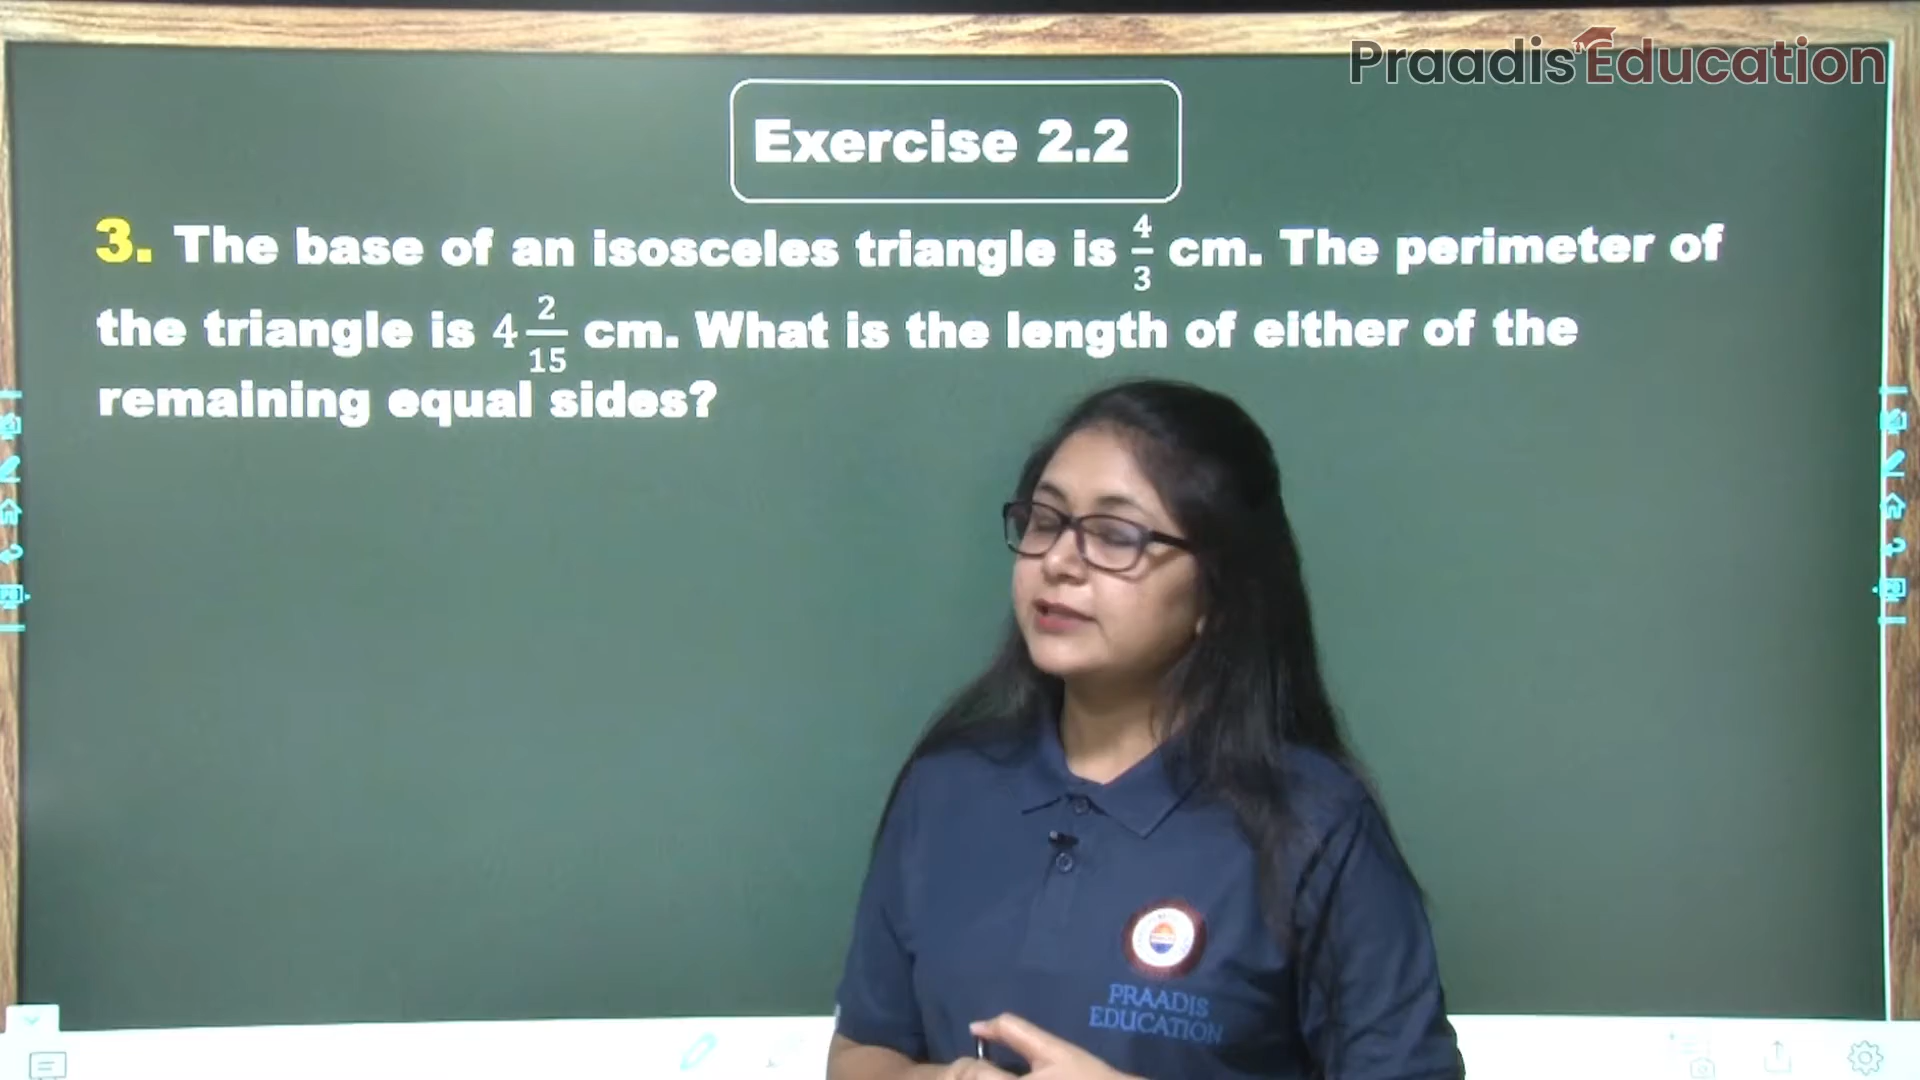 Praadis Education
Exercise 2.2
3. The base of an isosceles triangle is 4/3 cm. The perimeter of
the triangle is 4 2/15 cm. What is the length of either of the
remaining equal sides?
PRAADIS
EDUCATION